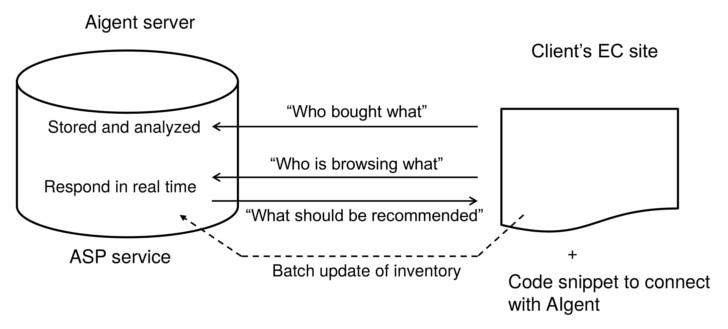 Aigent server
Client's EC site
"Who bought what"
Stored and analyzed
"Who is browsing what"
Respond in real time
"What should be recommended"
ASP service
Batch update of inventory
+
Code snippet to connect
with AIgent